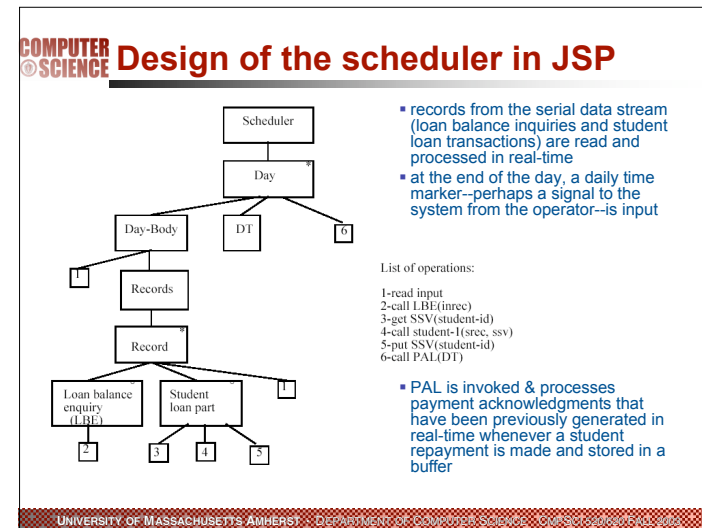 COMPUTER
SCIENCE
Design of the scheduler in JSP
Scheduler
Day
*
Day-Body
DT
6
1
Records
Record
*
Loan balance
enquiry
(LBE)
Student
loan part
1
2
3
4
5
▪ records from the serial data stream
(loan balance inquiries and student
loan transactions) are read and
processed in real-time
▪ at the end of the day, a daily time
marker--perhaps a signal to the
system from the operator--is input
List of operations:
1-read input
2-call LBE(inrec)
3-get SSV(student-id)
4-call student-1(srec, ssv)
5-put SSV(student-id)
6-call PAL(DT)
▪ PAL is invoked & processes
payment acknowledgments that
have been previously generated in
real-time whenever a student
repayment is made and stored in a
buffer
UNIVERSITY OF MASSACHUSETTS AMHERST • DEPARTMENT OF COMPUTER SCIENCE